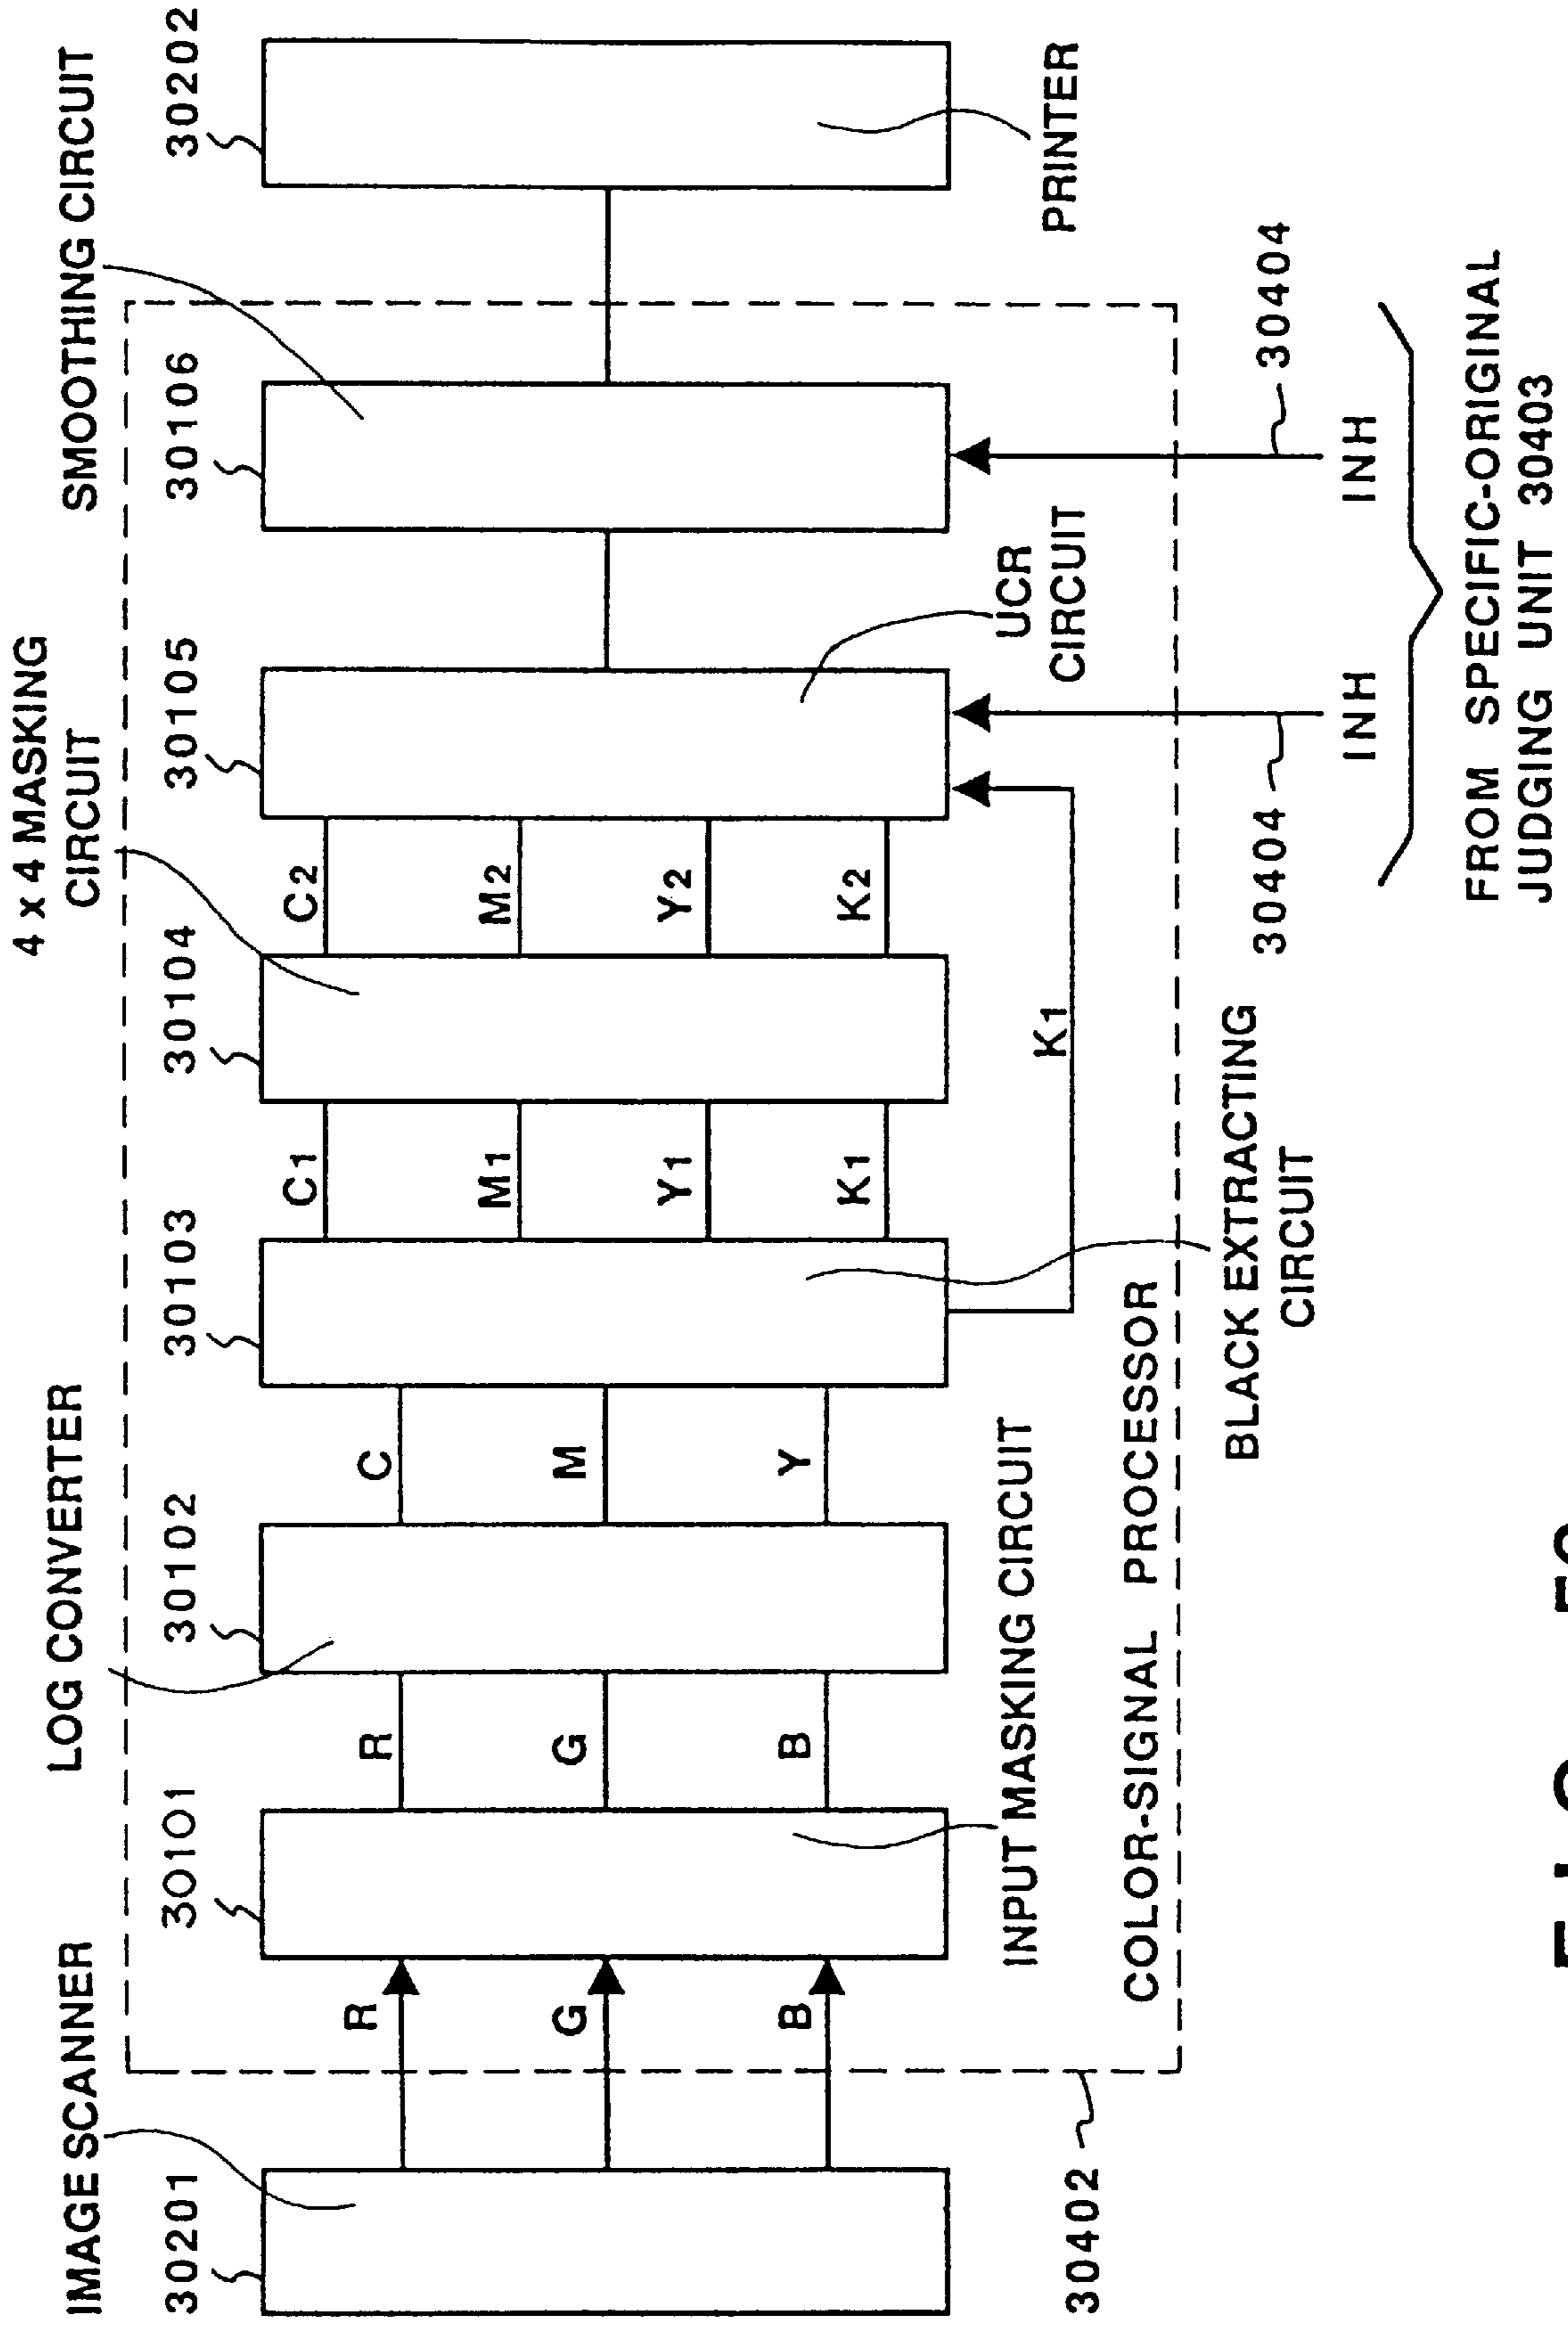 IMAGE SCANNER
30201
LOG CONVERTER
4 x 4 MASKING
CIRCUIT
SMOOTHING CIRCUIT
30101
30102
30103
30104
30105
30106
30202
R
G
B
R
G
B
C
M
Y
C1
M1
Y1
K1
C2
M2
Y2
K2
K1
INPUT MASKING CIRCUIT
UCR
CIRCUIT
PRINTER
COLOR-SIGNAL PROCESSOR
30402
BLACK EXTRACTING
CIRCUIT
30404
30404
INH
INH
FROM SPECIFIC-ORIGINAL
JUDGING UNIT 30403